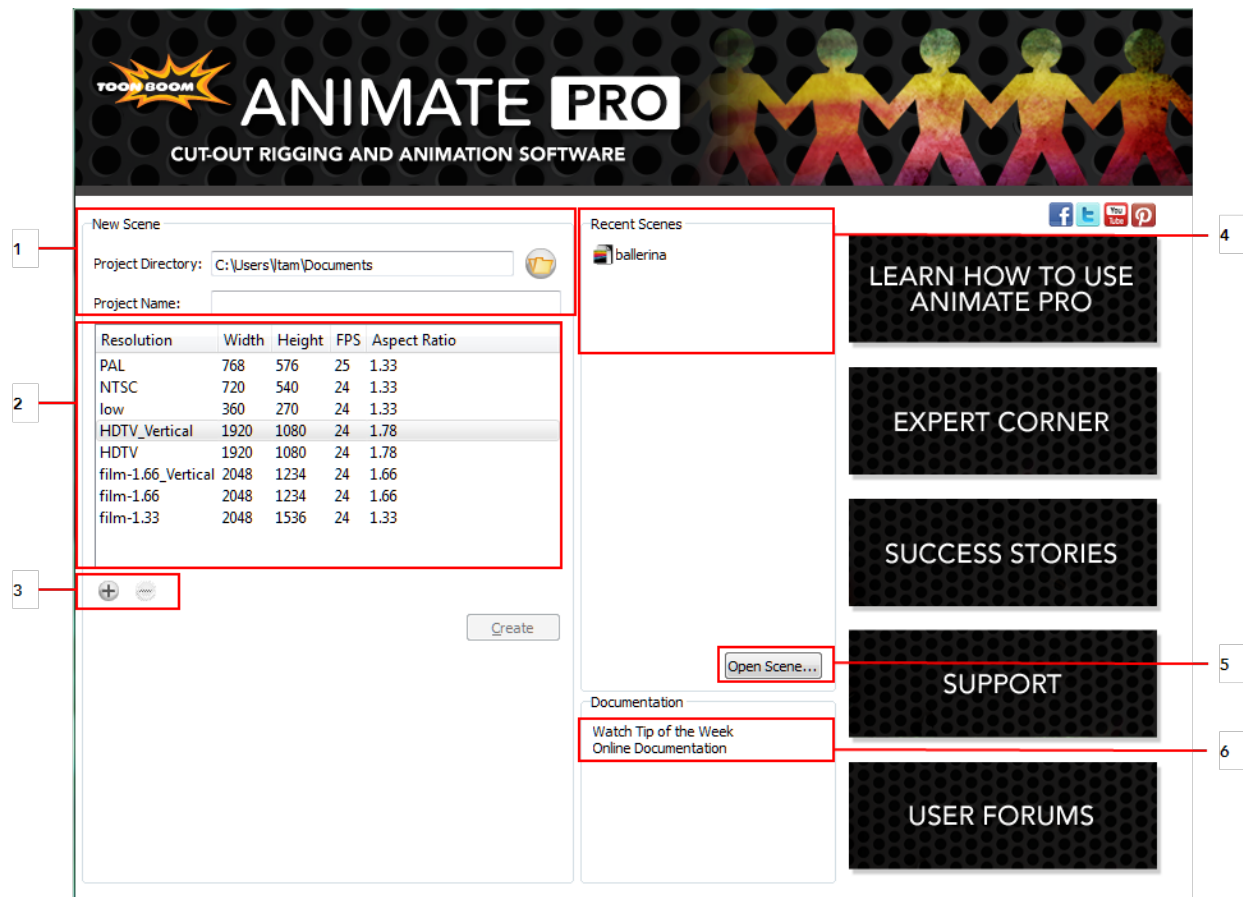 TOON BOOM
ANIMATE PRO
CUT-OUT RIGGING AND ANIMATION SOFTWARE
1
New Scene
Project Directory: C:\Users\ltam\Documents
Project Name:
2
Resolution Width Height FPS Aspect Ratio
PAL 768 576 25 1.33
NTSC 720 540 24 1.33
low 360 270 24 1.33
HDTV_Vertical 1920 1080 24 1.78
HDTV 1920 1080 24 1.78
film-1.66_Vertical 2048 1234 24 1.66
film-1.66 2048 1234 24 1.66
film-1.33 2048 1536 24 1.33
3
Create
Recent Scenes
4
ballerina
Open Scene...
5
Documentation
Watch Tip of the Week
Online Documentation
6
You
Tube
LEARN HOW TO USE
ANIMATE PRO
EXPERT CORNER
SUCCESS STORIES
SUPPORT
USER FORUMS